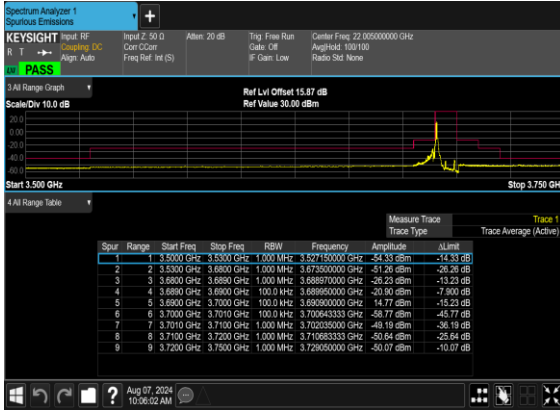 Spectrum Analyzer 1
Spurious Emissions
KEYSIGHT Input: RF Input Z: 50 Ω Atten: 20 dB Trig: Free Run Center Freq: 22.005000000 GHz
R T Coupling: DC Corr CCorr Gate: Off Avg|Hold: 100/100
Align: Auto Freq Ref: Int (S) IF Gain: Low Radio Std: None
LW PASS
3 All Range Graph
Ref Lvl Offset 15.87 dB
Scale/Div 10.0 dB Ref Value 30.00 dBm
20.0
0.00
-20.0
-40.0
-60.0
Start 3.500 GHz Stop 3.750 GH
4 All Range Table
Measure Trace Trace 1
Trace Type Trace Average (Active)
Spur Range Start Freq Stop Freq RBW Frequency Amplitude ΔLimit
1 1 3.5000 GHz 3.5300 GHz 1.000 MHz 3.527150000 GHz -54.33 dBm -14.33 dB
2 2 3.5300 GHz 3.6800 GHz 1.000 MHz 3.673500000 GHz -51.26 dBm -26.26 dB
3 3 3.6800 GHz 3.6890 GHz 1.000 MHz 3.688970000 GHz -26.23 dBm -13.23 dB
4 4 3.6890 GHz 3.6900 GHz 100.0 kHz 3.689950000 GHz -20.90 dBm -7.900 dB
5 5 3.6900 GHz 3.7000 GHz 100.0 kHz 3.690900000 GHz 14.77 dBm -15.23 dB
6 6 3.7000 GHz 3.7010 GHz 100.0 kHz 3.700643333 GHz -58.77 dBm -45.77 dB
7 7 3.7010 GHz 3.7100 GHz 1.000 MHz 3.702035000 GHz -49.19 dBm -36.19 dB
8 8 3.7100 GHz 3.7200 GHz 1.000 MHz 3.710683333 GHz -50.64 dBm -25.64 dB
9 9 3.7200 GHz 3.7500 GHz 1.000 MHz 3.729050000 GHz -50.07 dBm -10.07 dB
Aug 07, 2024
10:06:02 AM